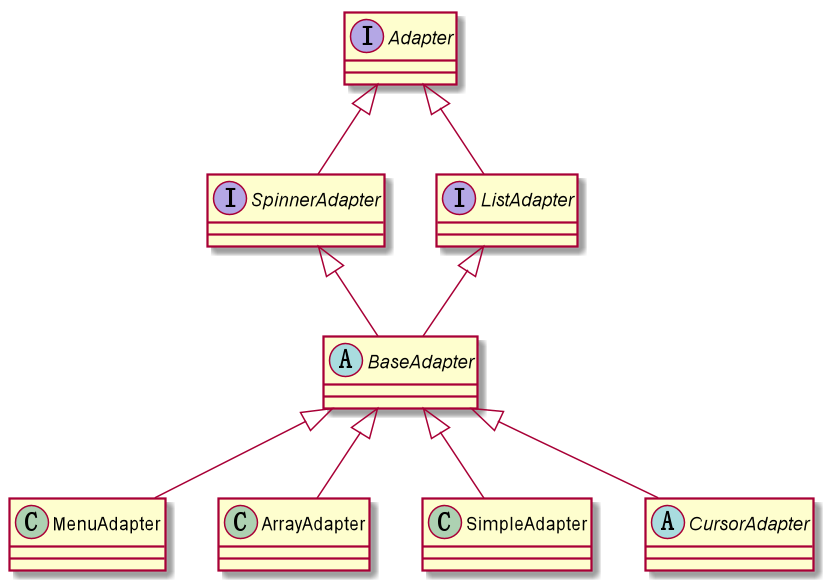 I Adapter
I SpinnerAdapter
I ListAdapter
A BaseAdapter
C MenuAdapter
C ArrayAdapter
C SimpleAdapter
A CursorAdapter